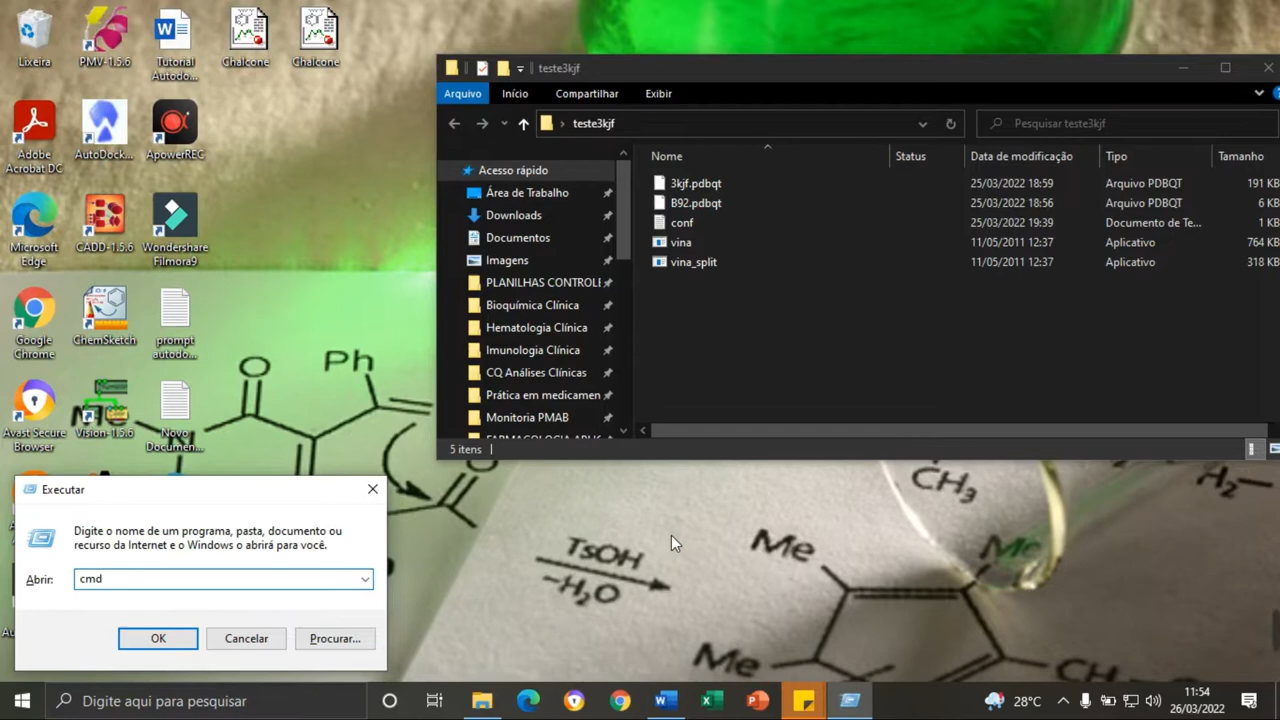 Lixeira
PMV-1.5.6
Tutorial
Autodo...
Chalcone
Chalcone
Adobe
Acrobat DC
AutoDock...
ApowerREC
Microsoft
Edge
CADD-1.5.6
Wondershare
Filmora9
Google
Chrome
ChemSketch
prompt
autodo...
Avast Secure
Browser
Vision-1.5.6
Novo
Documen...
teste3kjf
Arquivo Início Compartilhar Exibir
teste3kjf
Pesquisar teste3kjf
Nome Status Data de modificação Tipo Tamanho
3kjf.pdbqt 25/03/2022 18:59 Arquivo PDBQT 191 KB
B92.pdbqt 25/03/2022 18:56 Arquivo PDBQT 6 KB
conf 25/03/2022 19:39 Documento de Te... 1 KB
vina 11/05/2011 12:37 Aplicativo 764 KB
vina_split 11/05/2011 12:37 Aplicativo 318 KB
Acesso rápido
Área de Trabalho
Downloads
Documentos
Imagens
PLANILHAS CONTROL
Bioquímica Clínica
Hematologia Clínica
Imunologia Clínica
CQ Análises Clínicas
Prática em medicamen
Monitoria PMAB
5 itens
Ph
O
N
O
CH3
H2
TsOH
-H2O
Me
Me
Me
CH
Executar
Digite o nome de um programa, pasta, documento ou
recurso da Internet e o Windows o abrirá para você.
Abrir: cmd
OK Cancelar Procurar...
Digite aqui para pesquisar
28°C
11:54
26/03/2022